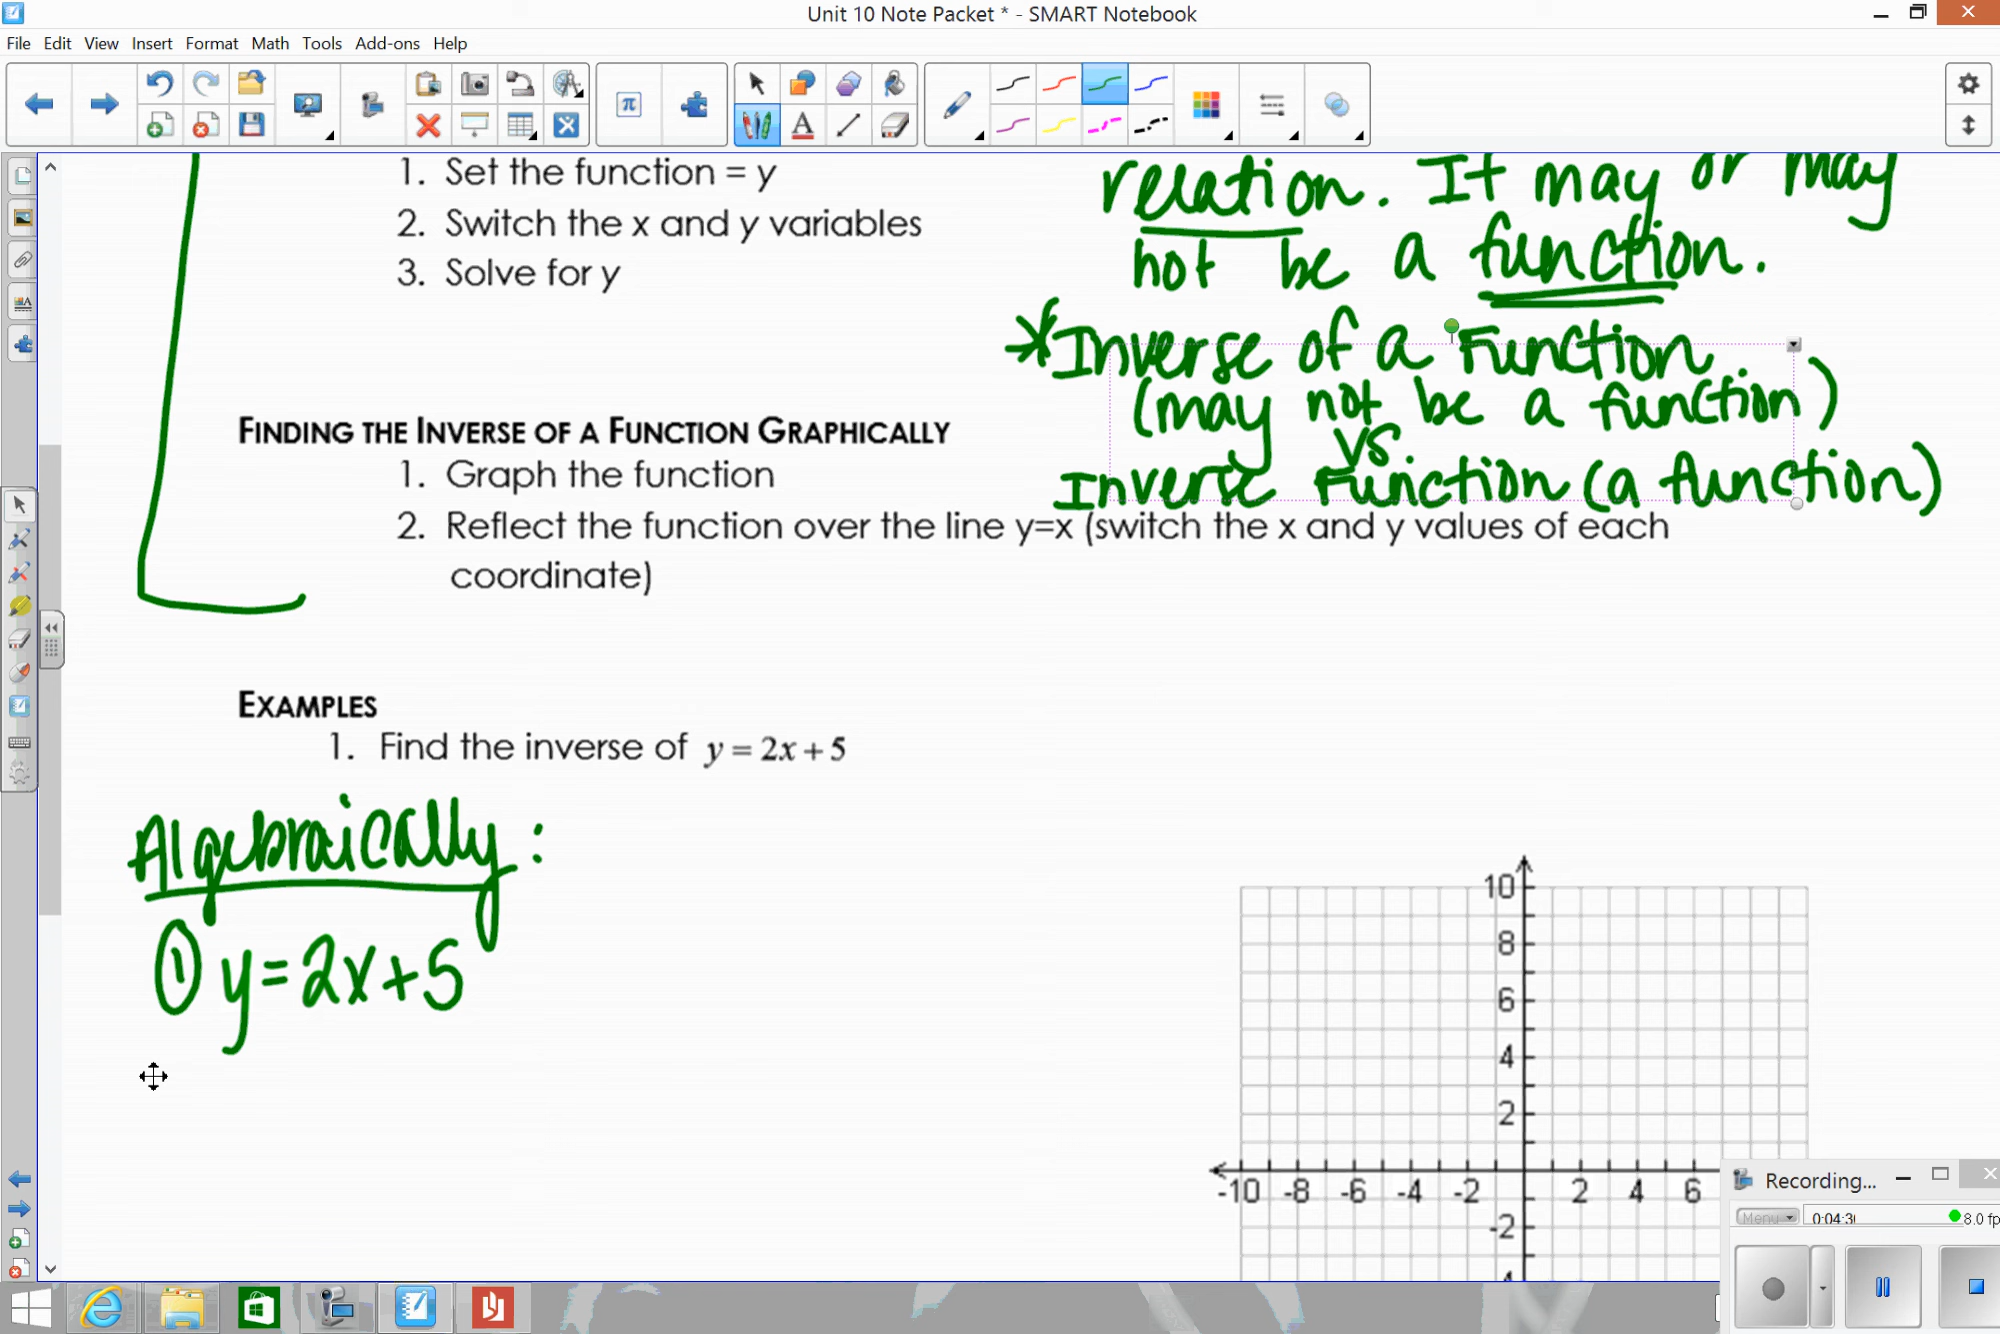 Unit 10 Note Packet * - SMART Notebook
File Edit View Insert Format Math Tools Add-ons Help
1. Set the function = y
2. Switch the x and y variables
3. Solve for y
relation. It may or may
not be a function.
*Inverse of a Function
(may not be a function)
vs
Inverse Function (a function)
FINDING THE INVERSE OF A FUNCTION GRAPHICALLY
1. Graph the function
2. Reflect the function over the line y=x (switch the x and y values of each
coordinate)
EXAMPLES
1. Find the inverse of y = 2x + 5
Algebraically:
① y=2x+5
10
8
6
4
2
-10 -8 -6 -4 -2 2 4 6
-2
Recording...
Menu 0:04:3 8.0 fp